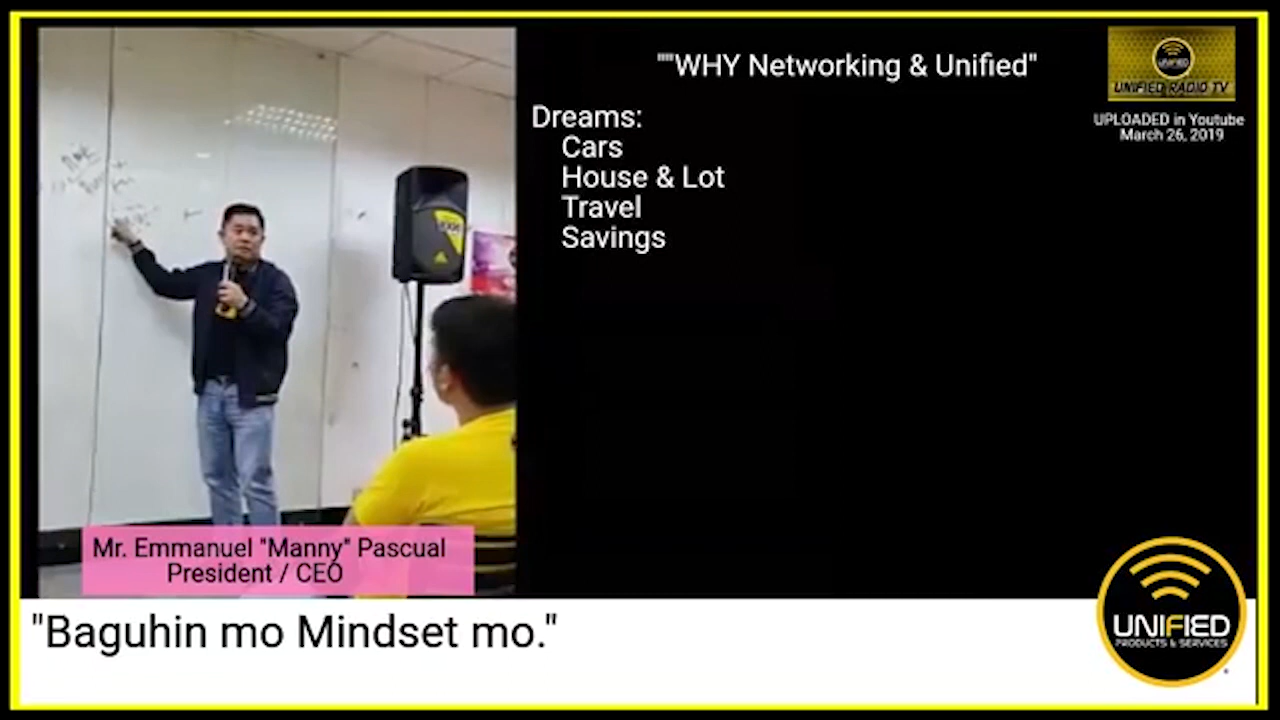 ""WHY Networking & Unified"
Dreams:
Cars
House & Lot
Travel
Savings
UNIFIED
UNIFIED RADIO TV
UPLOADED in Youtube
March 26, 2019
Mr. Emmanuel "Manny" Pascual
President / CEO
"Baguhin mo Mindset mo."
UNIFIED
PRODUCTS & SERVICES